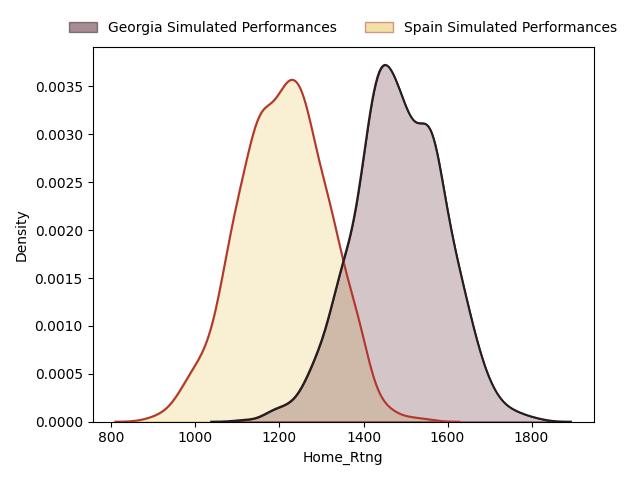 Georgia Simulated Performances Spain Simulated Performances
0.0035
0.0030
0.0025
0.0020
0.0015
0.0010
0.0005
0.0000
Density
800 1000 1200 1400 1600 1800
Home_Rtng